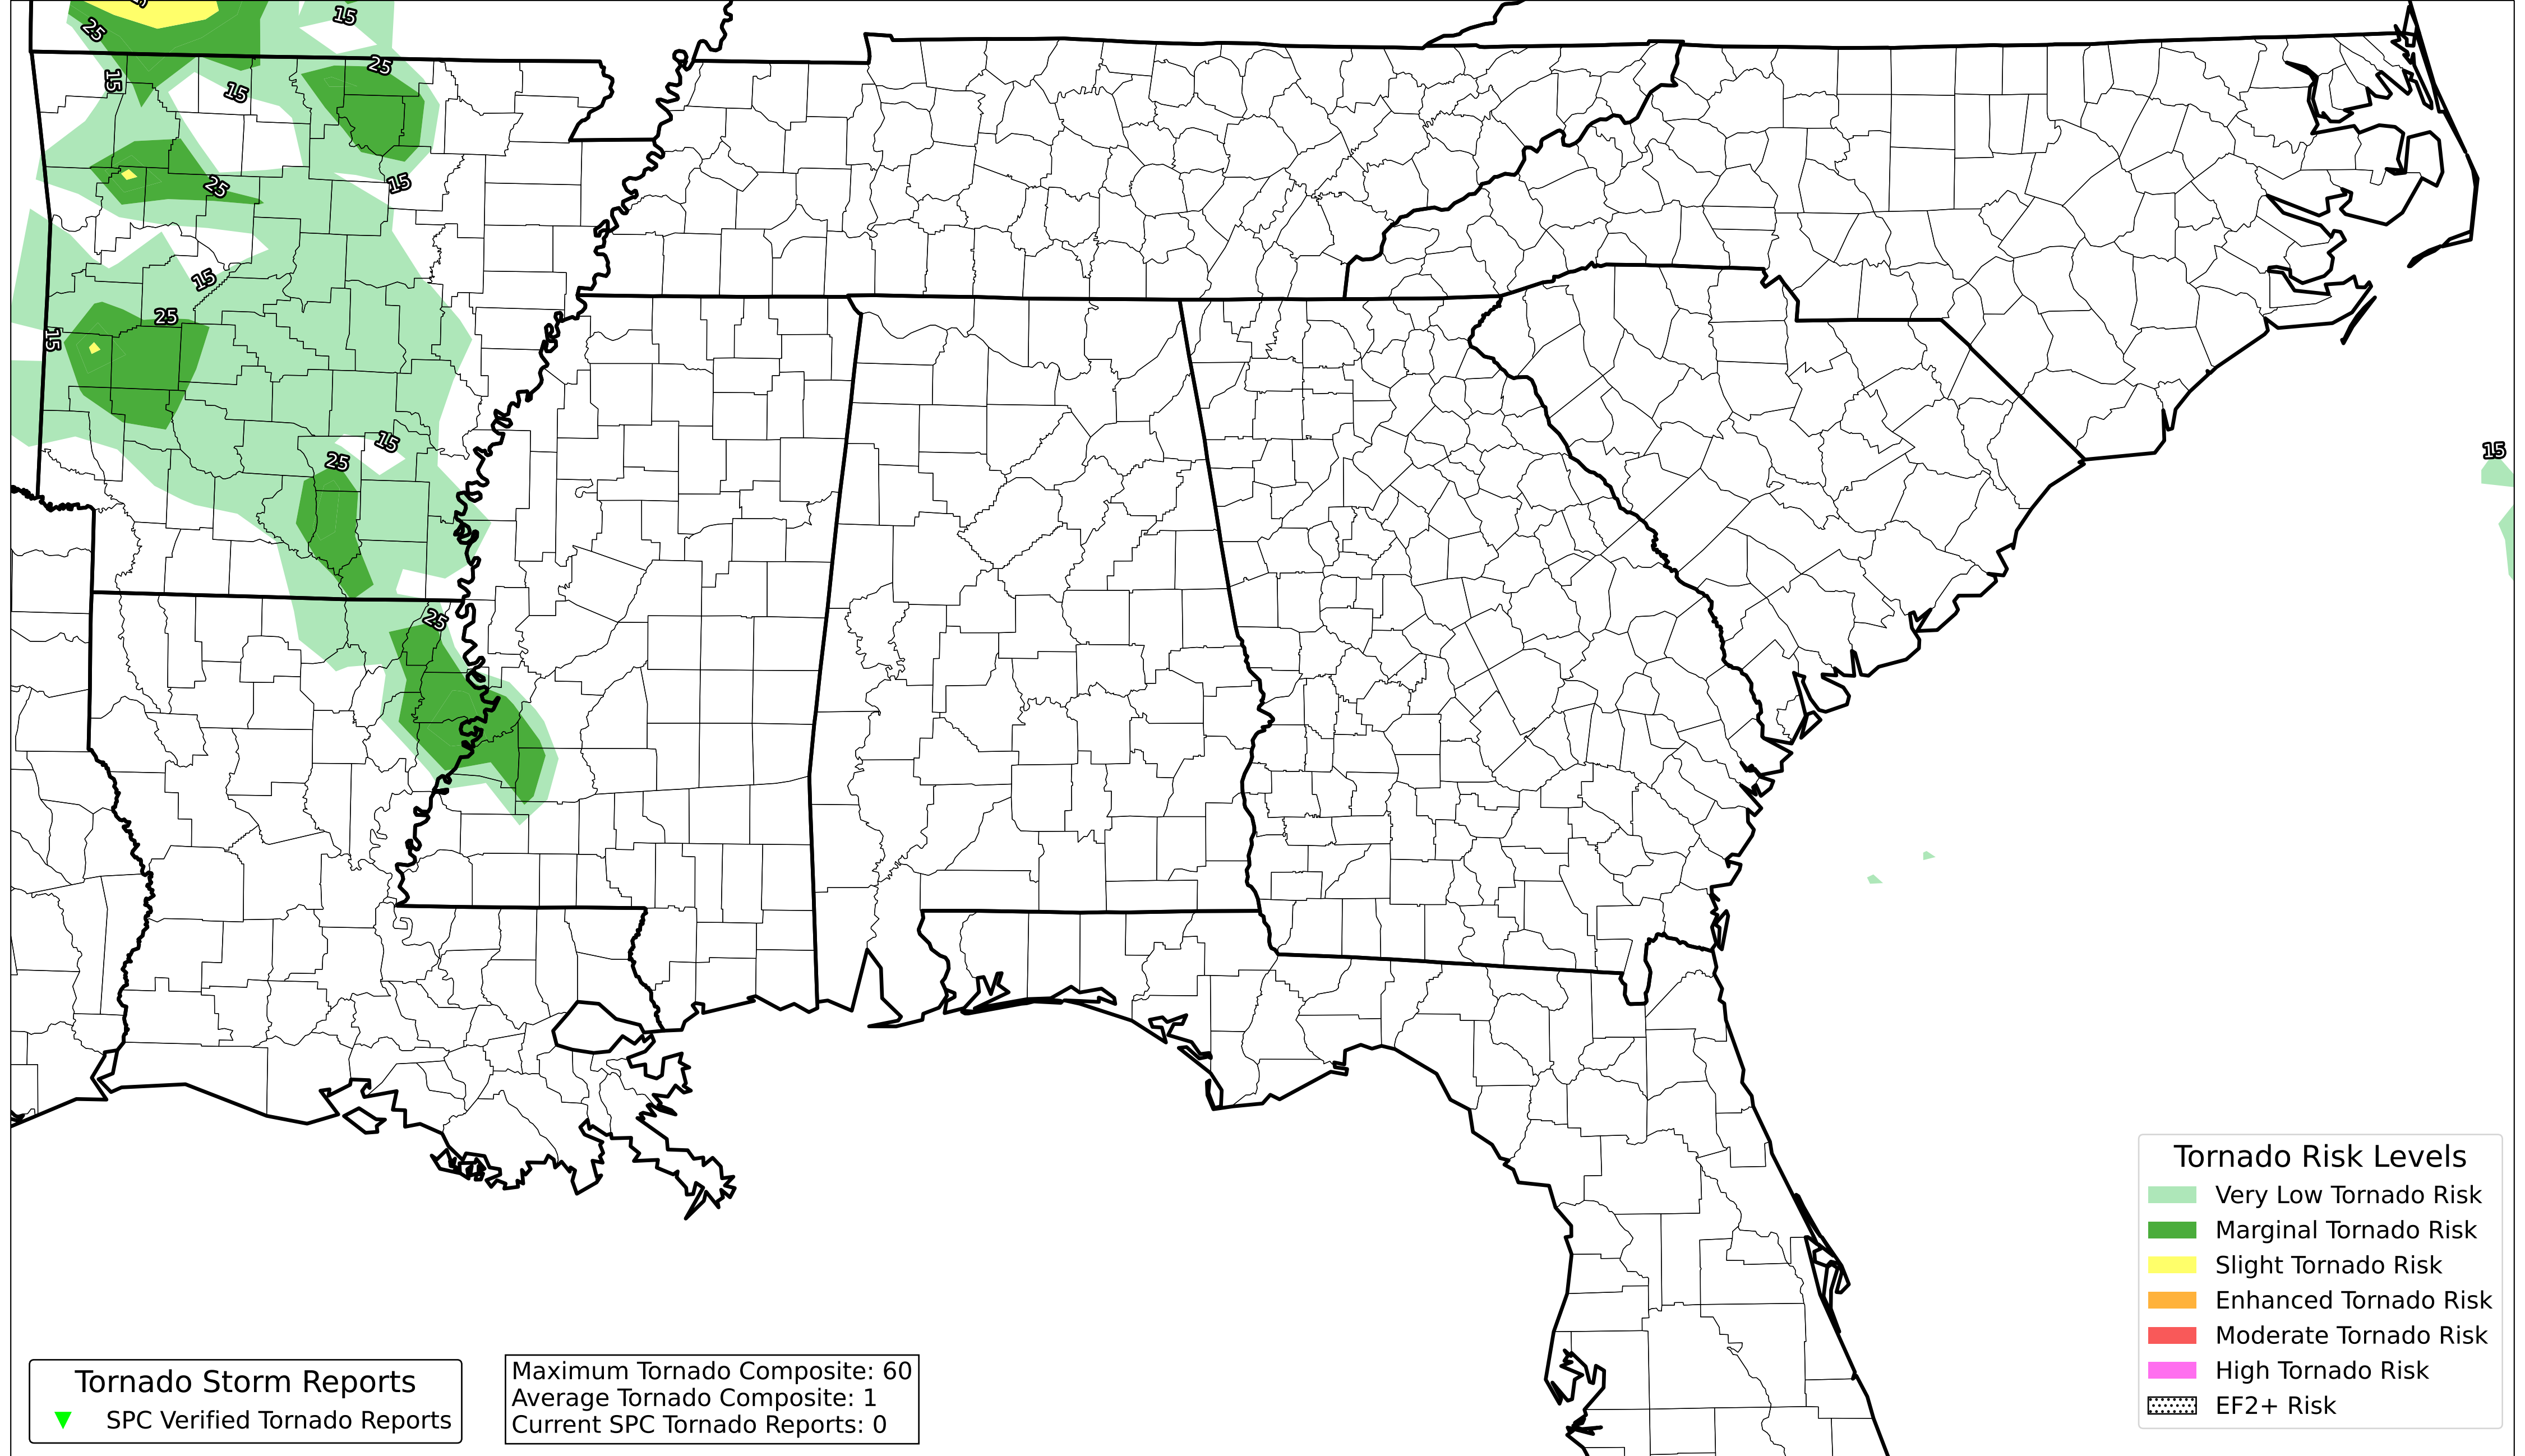 15
25
25
15
15
15
25
15
25
15
15
25
15
25
Tornado Risk Levels
Very Low Tornado Risk
Marginal Tornado Risk
Slight Tornado Risk
Enhanced Tornado Risk
Moderate Tornado Risk
High Tornado Risk
EF2+ Risk
Tornado Storm Reports
SPC Verified Tornado Reports
Maximum Tornado Composite: 60
Average Tornado Composite: 1
Current SPC Tornado Reports: 0